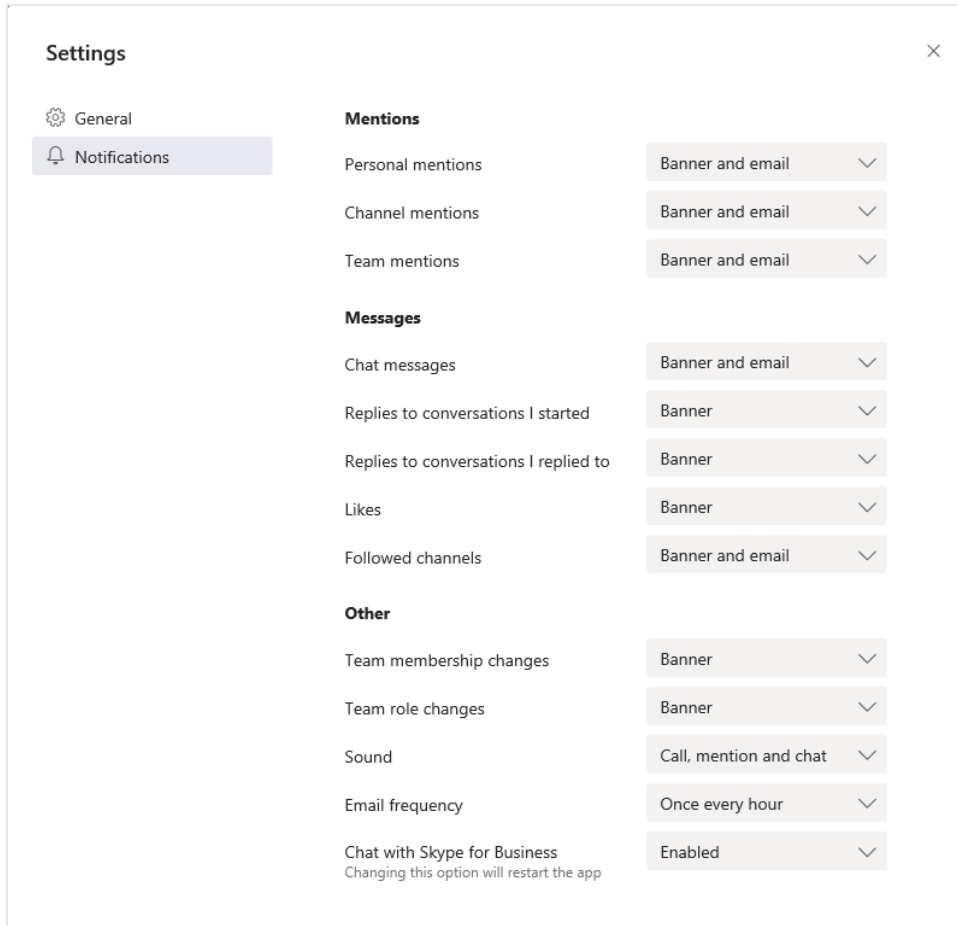 Settings
General
Notifications
Mentions
Personal mentions Banner and email
Channel mentions Banner and email
Team mentions Banner and email
Messages
Chat messages Banner and email
Replies to conversations I started Banner
Replies to conversations I replied to Banner
Likes Banner
Followed channels Banner and email
Other
Team membership changes Banner
Team role changes Banner
Sound Call, mention and chat
Email frequency Once every hour
Chat with Skype for Business Enabled
Changing this option will restart the app